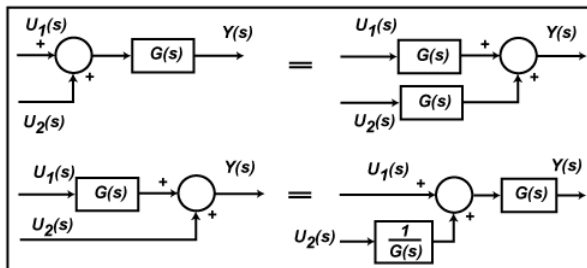 U1(s)
+
+
G(s)
Y(s)
U2(s)
=
U1(s)
G(s)
+
+
Y(s)
G(s)
U2(s)
U1(s)
G(s)
+
+
Y(s)
U2(s)
=
U1(s)
+
+
G(s)
Y(s)
U2(s)
1
G(s)